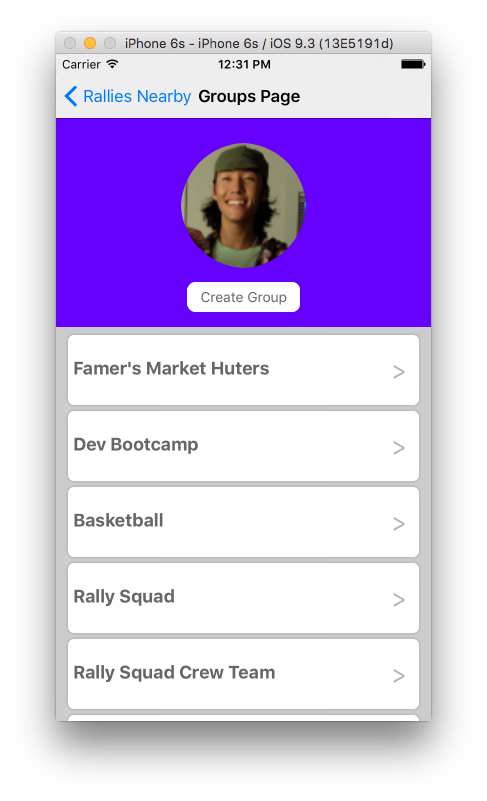 iPhone 6s - iPhone 6s / iOS 9.3 (13E5191d)
Carrier 12:31 PM
Rallies Nearby Groups Page
Create Group
Famer's Market Huters >
Dev Bootcamp >
Basketball >
Rally Squad >
Rally Squad Crew Team >